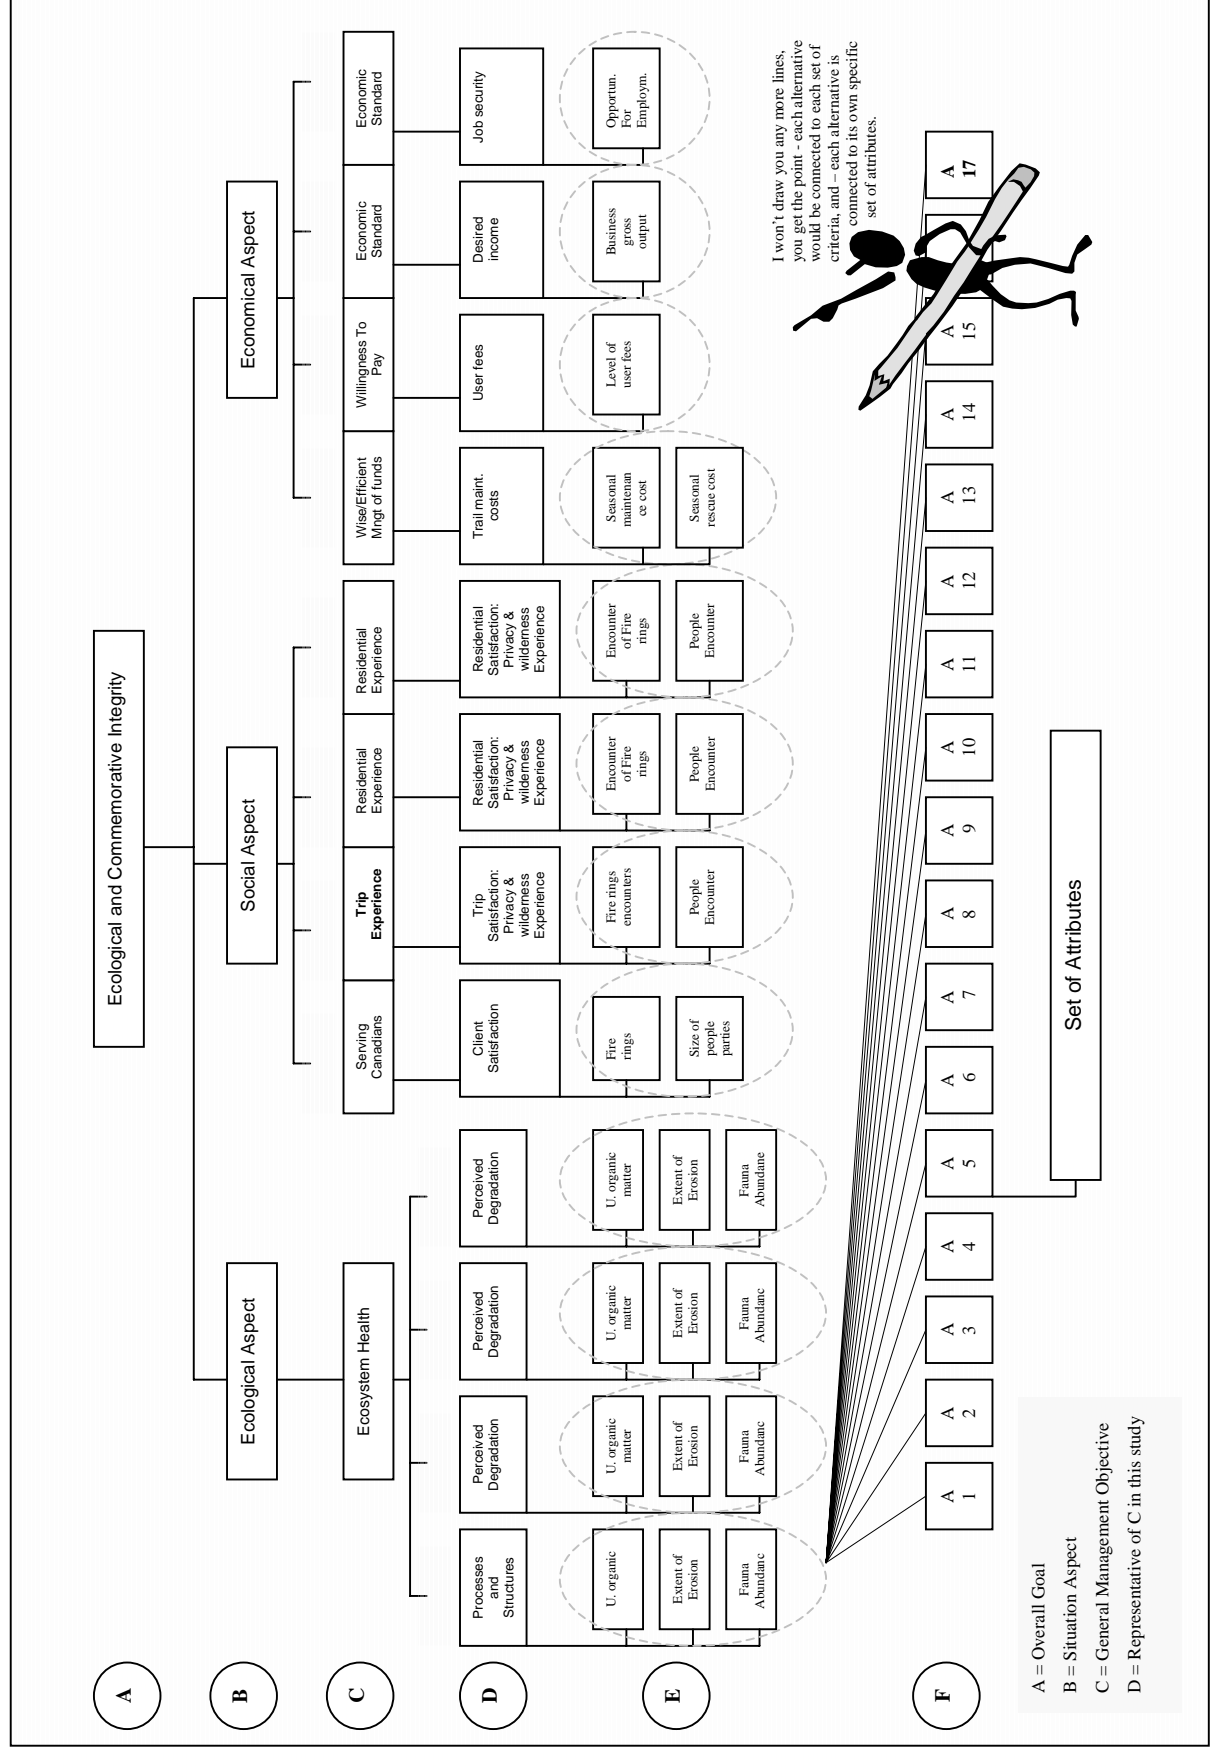 A
Ecological and Commemorative Integrity
B
Ecological Aspect
Social Aspect
Economical Aspect
C
Ecosystem Health
Serving
Canadians
Trip
Experience
Residential
Experience
Residential
Experience
Wise/Efficient
Mngt of funds
Willingness To
Pay
Economic
Standard
Economic
Standard
D
Processes
and
Structures
Perceived
Degradation
Perceived
Degradation
Perceived
Degradation
Client
Satisfaction
Trip
Satisfaction:
Privacy &
wilderness
Experience
Residential
Satisfaction:
Privacy &
wilderness
Experience
Residential
Satisfaction:
Privacy &
wilderness
Experience
Trail maint.
costs
User fees
Desired
income
Job security
E
U. organic
Extent of
Erosion
Fauna
Abundanc
U. organic
matter
Extent of
Erosion
Fauna
Abundanc
U. organic
matter
Extent of
Erosion
Fauna
Abundanc
U. organic
matter
Extent of
Erosion
Fauna
Abundane
Fire
rings
Size of
people
parties
Fire rings
encounters
People
Encounter
Encounter
of Fire
rings
People
Encounter
Encounter
of Fire
rings
People
Encounter
Seasonal
maintenan
ce cost
Seasonal
rescue cost
Level of
user fees
Business
gross
output
Opportun.
For
Employm.
I won't draw you any more lines,
you get the point - each alternative
would be connected to each set of
criteria, and – each alternative is
connected to its own specific
set of attributes.
F
A
1
A
2
A
3
A
4
A
5
A
6
A
7
A
8
A
9
A
10
A
11
A
12
A
13
A
14
A
15
A
17
Set of Attributes
A = Overall Goal
B = Situation Aspect
C = General Management Objective
D = Representative of C in this study